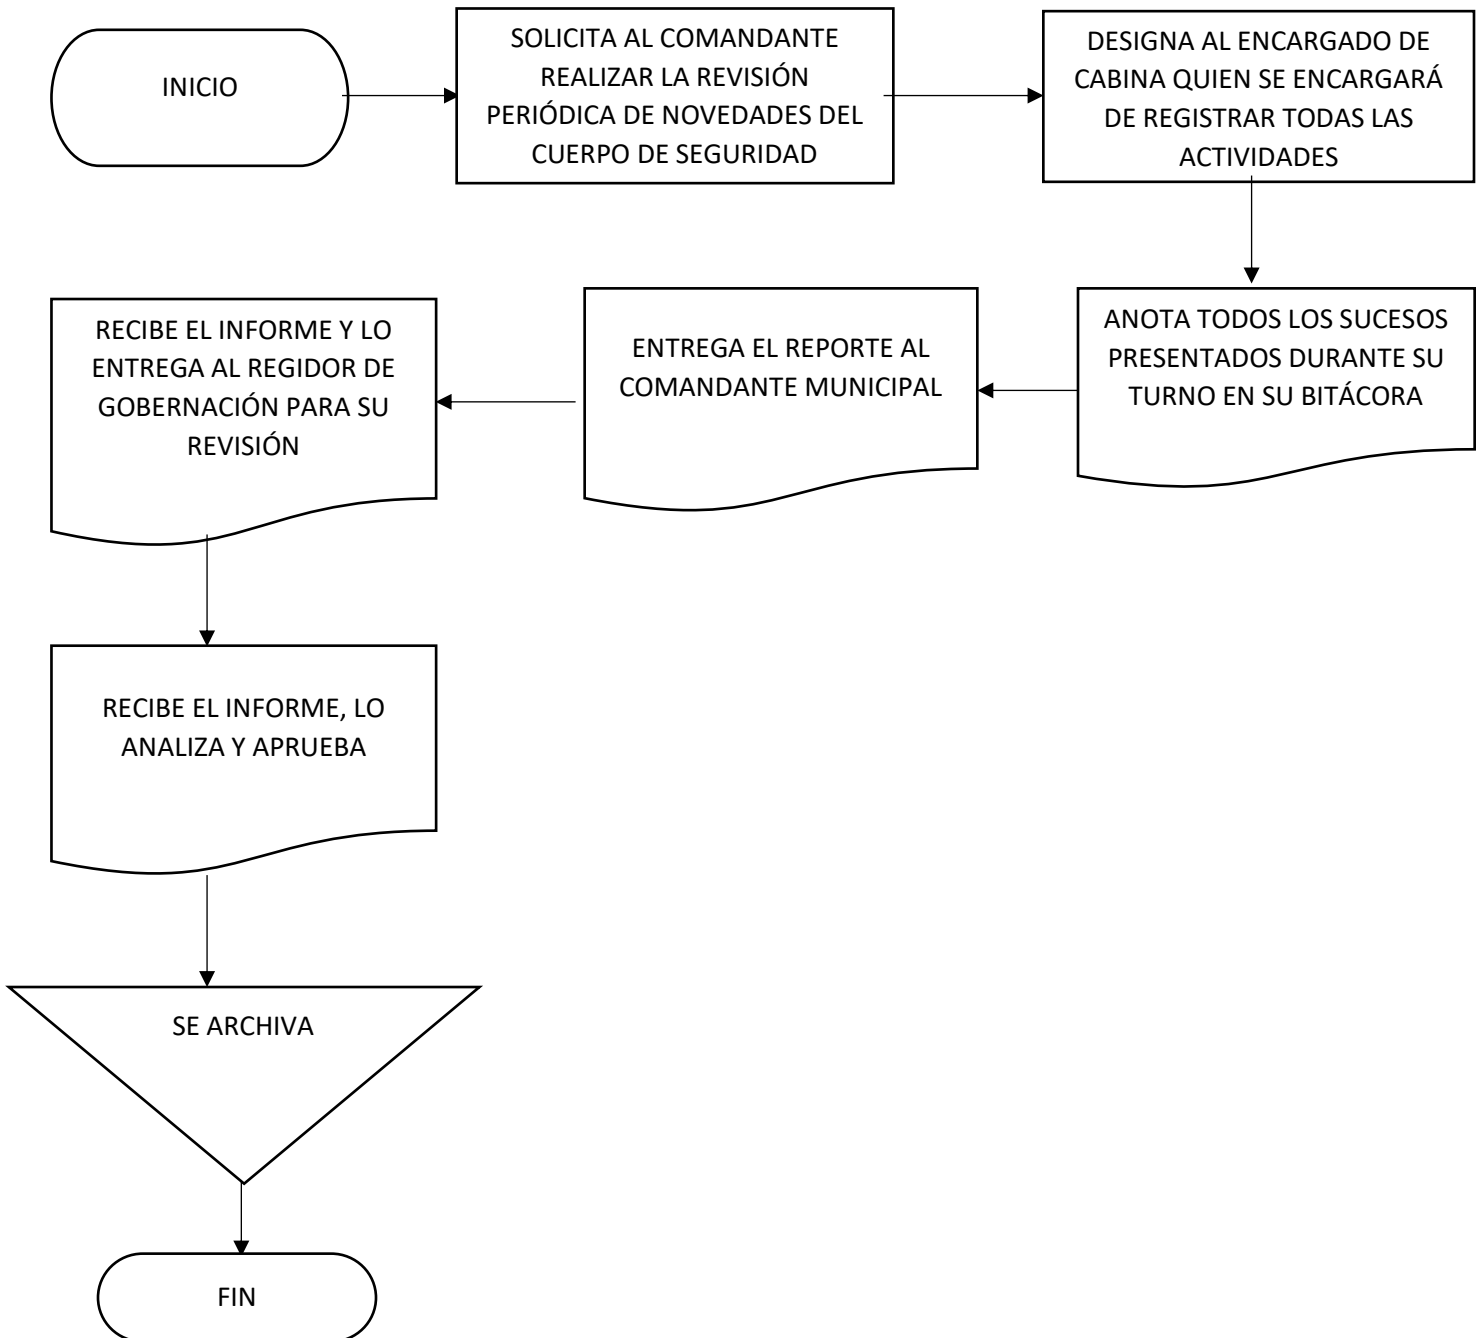 INICIO
SOLICITA AL COMANDANTE
REALIZAR LA REVISIÓN
PERIÓDICA DE NOVEDADES DEL
CUERPO DE SEGURIDAD
DESIGNA AL ENCARGADO DE
CABINA QUIEN SE ENCARGARÁ
DE REGISTRAR TODAS LAS
ACTIVIDADES
ANOTA TODOS LOS SUCESOS
PRESENTADOS DURANTE SU
TURNO EN SU BITÁCORA
ENTREGA EL REPORTE AL
COMANDANTE MUNICIPAL
RECIBE EL INFORME Y LO
ENTREGA AL REGIDOR DE
GOBERNACIÓN PARA SU
REVISIÓN
RECIBE EL INFORME, LO
ANALIZA Y APRUEBA
SE ARCHIVA
FIN